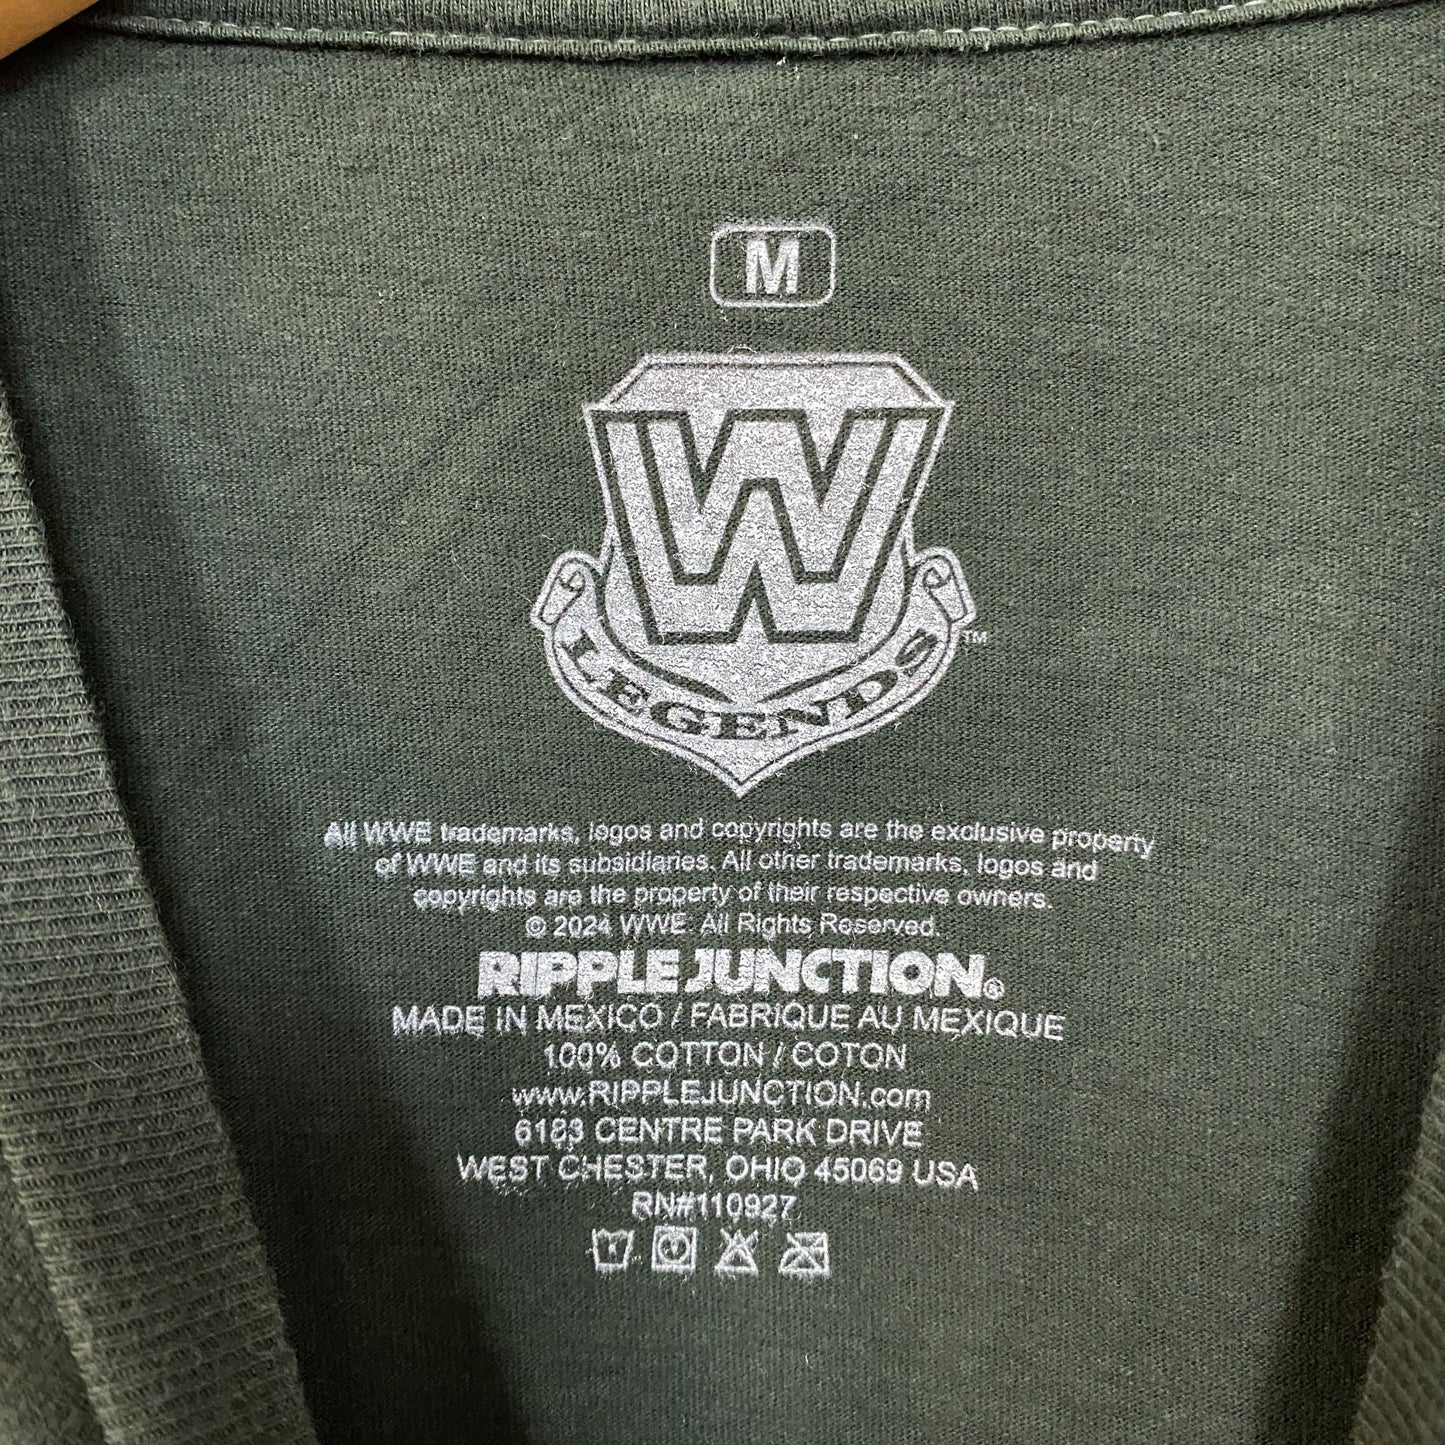 M
W
LEGENDS
TM
All WWE trademarks, logos and copyrights are the exclusive property
of WWE and its subsidiaries. All other trademarks, logos and
copyrights are the property of their respective owners.
© 2024 WWE. All Rights Reserved.
RIPPLE JUNCTION®
MADE IN MEXICO / FABRIQUE AU MEXIQUE
100% COTTON / COTON
www.RIPPLEJUNCTION.com
6183 CENTRE PARK DRIVE
WEST CHESTER, OHIO 45069 USA
RN#110927